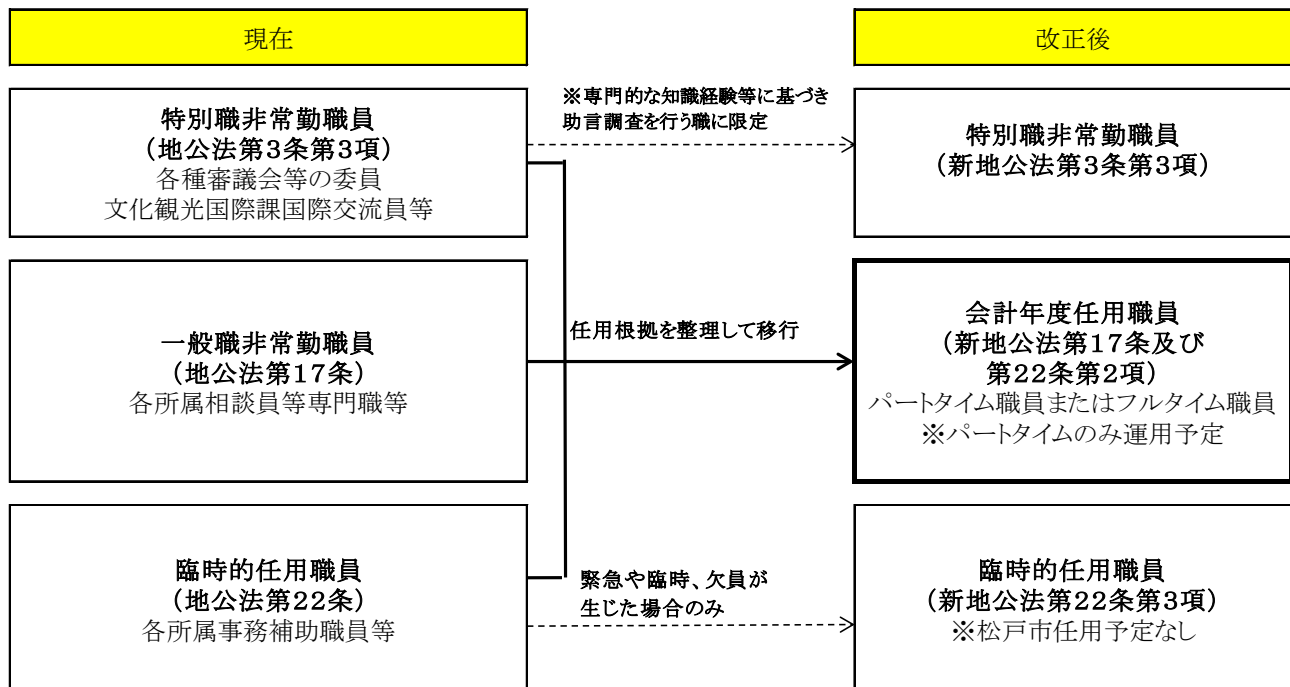 現在
改正後
特別職非常勤職員
(地公法第3条第3項)
各種審議会等の委員
文化観光国際課国際交流員等
※専門的な知識経験等に基づき
助言調査を行う職に限定
特別職非常勤職員
(新地公法第3条第3項)
一般職非常勤職員
(地公法第17条)
各所属相談員等専門職等
任用根拠を整理して移行
会計年度任用職員
(新地公法第17条及び
第22条第2項)
パートタイム職員またはフルタイム職員
※パートタイムのみ運用予定
臨時的任用職員
(地公法第22条)
各所属事務補助職員等
緊急や臨時、欠員が
生じた場合のみ
臨時的任用職員
(新地公法第22条第3項)
※松戸市任用予定なし